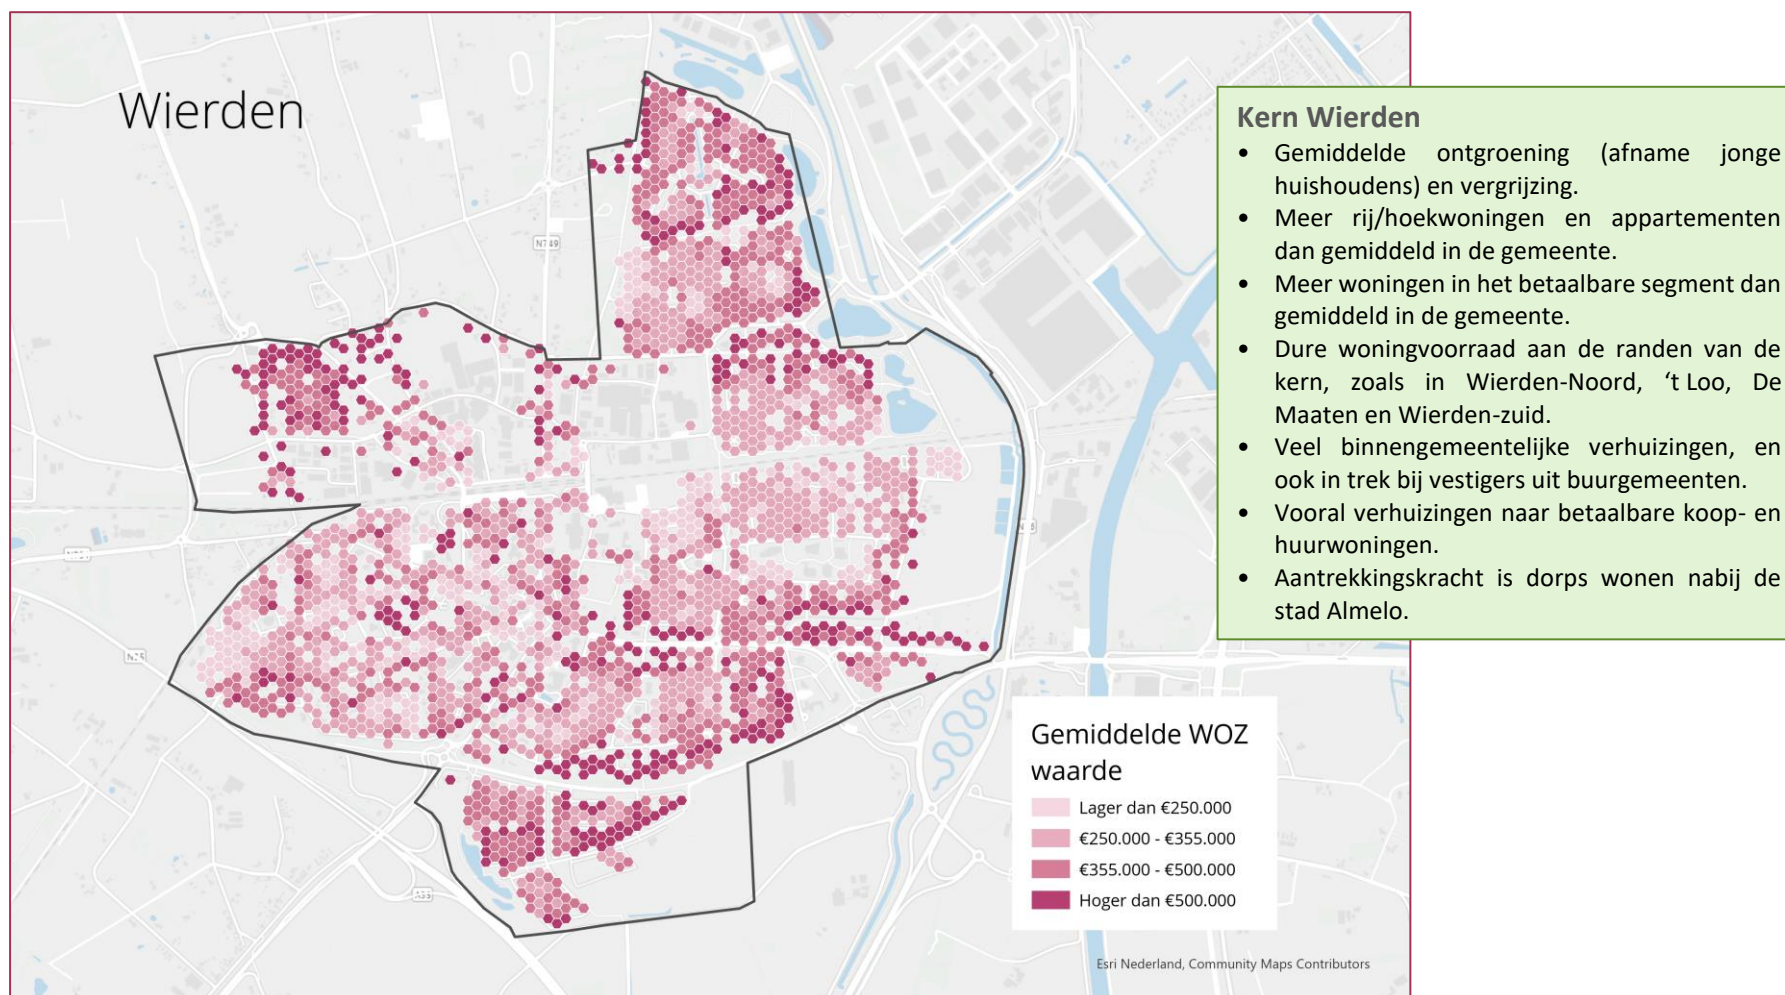 Wierden
N749
N751
N35
A35
Kern Wierden
• Gemiddelde ontgroening (afname jonge
huishoudens) en vergrijzing.
• Meer rij/hoekwoningen en appartementen
dan gemiddeld in de gemeente.
• Meer woningen in het betaalbare segment dan
gemiddeld in de gemeente.
• Dure woningvoorraad aan de randen van de
kern, zoals in Wierden-Noord, ‘t Loo, De
Maaten en Wierden-zuid.
• Veel binnengemeentelijke verhuizingen, en
ook in trek bij vestigers uit buurgemeenten.
• Vooral verhuizingen naar betaalbare koop- en
huurwoningen.
• Aantrekkingskracht is dorps wonen nabij de
stad Almelo.
Gemiddelde WOZ
waarde
Lager dan €250.000
€250.000 - €355.000
€355.000 - €500.000
Hoger dan €500.000
Esri Nederland, Community Maps Contributors